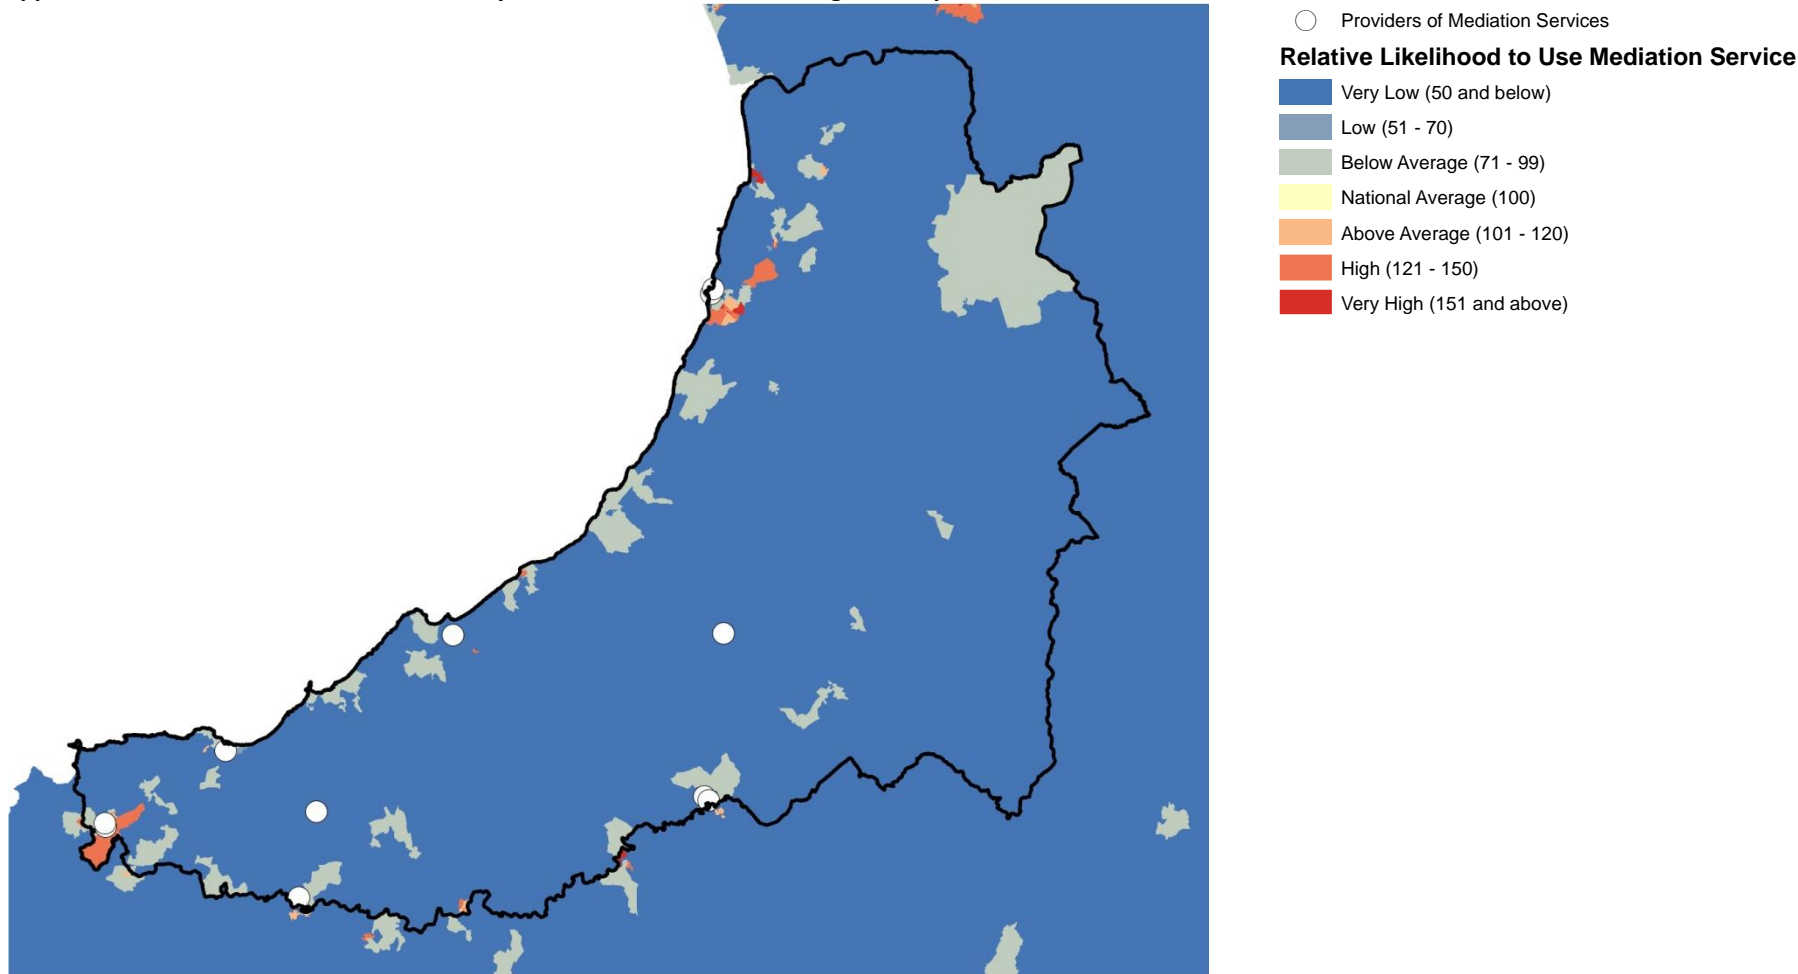 Providers of Mediation Services
Relative Likelihood to Use Mediation Service
Very Low (50 and below)
Low (51 - 70)
Below Average (71 - 99)
National Average (100)
Above Average (101 - 120)
High (121 - 150)
Very High (151 and above)